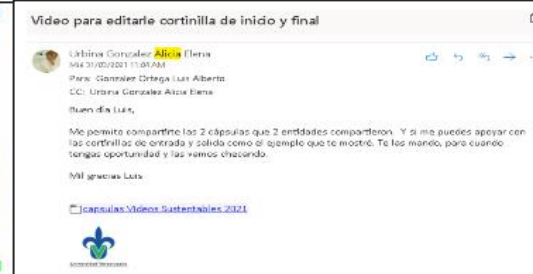 Video para editarle cortinilla de inicio y final
Urbina Gonzalez Alicia Elena
Mié 31/03/2021 11:04 AM
Para: Gonzalez Ortega Luis Alberto
CC: Urbina Gonzalez Alicia Elena
Buen día Luis,
Me permito compartirte las 2 cápsulas que 2 entidades compartieron. Y si me puedes apoyar con
las cortinillas de entrada y salida como el ejemplo que te mostré. Te las mando, para cuando
tengas oportunidad y las vamos checando.
Mil gracias Luis
capsulas Videos Sustentables 2021
Universidad Veracruzana